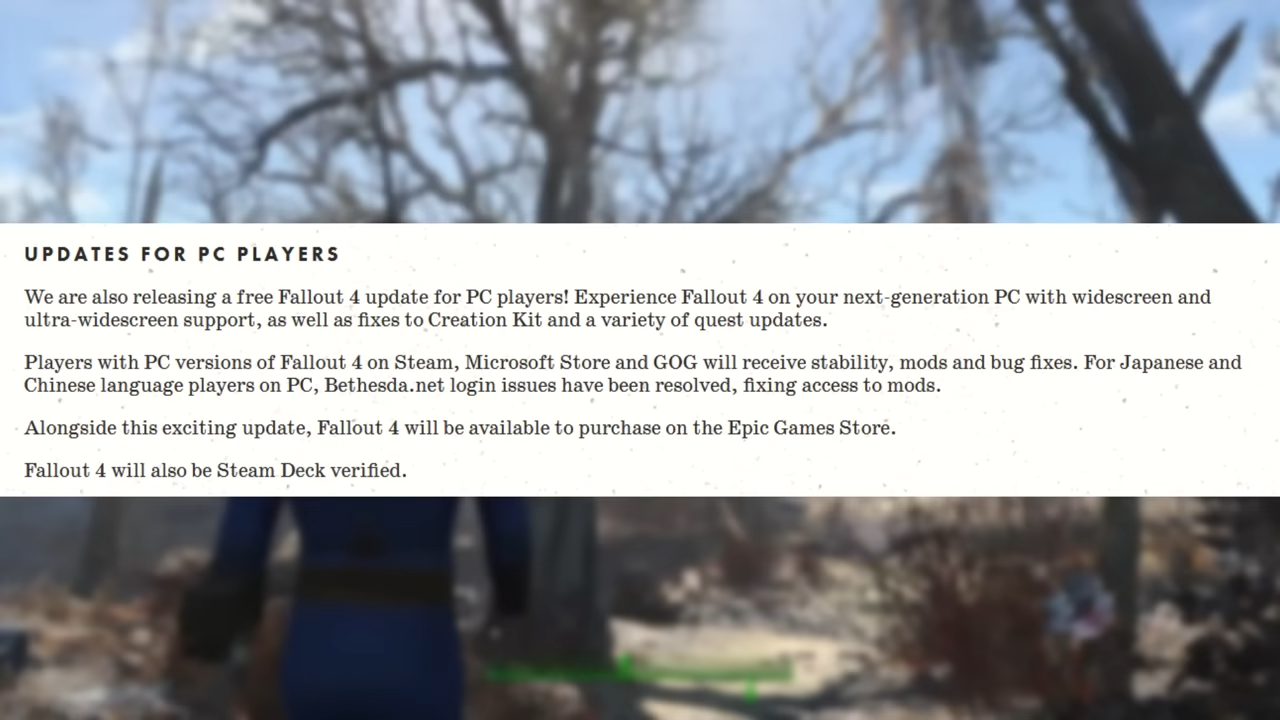 UPDATES FOR PC PLAYERS
We are also releasing a free Fallout 4 update for PC players! Experience Fallout 4 on your next-generation PC with widescreen and
ultra-widescreen support, as well as fixes to Creation Kit and a variety of quest updates.
Players with PC versions of Fallout 4 on Steam, Microsoft Store and GOG will receive stability, mods and bug fixes. For Japanese and
Chinese language players on PC, Bethesda.net login issues have been resolved, fixing access to mods.
Alongside this exciting update, Fallout 4 will be available to purchase on the Epic Games Store.
Fallout 4 will also be Steam Deck verified.